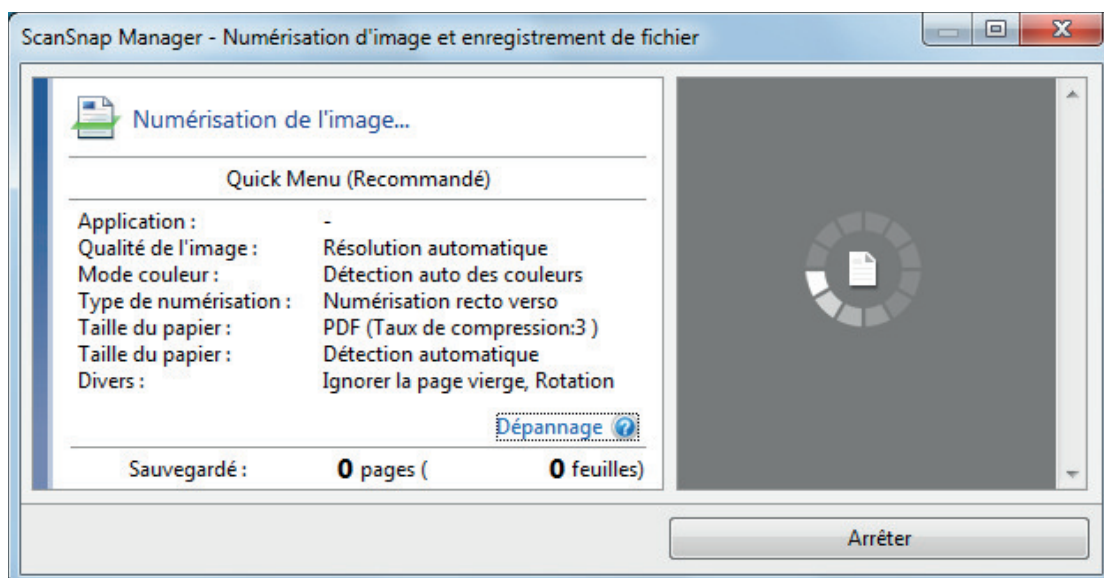 ScanSnap Manager - Numérisation d'image et enregistrement de fichier
Numérisation de l'image...
Quick Menu (Recommandé)
Application : -
Qualité de l'image : Résolution automatique
Mode couleur : Détection auto des couleurs
Type de numérisation : Numérisation recto verso
Taille du papier : PDF (Taux de compression:3 )
Taille du papier : Détection automatique
Divers : Ignorer la page vierge, Rotation
Dépannage
Sauvegardé : 0 pages ( 0 feuilles)
Arrêter